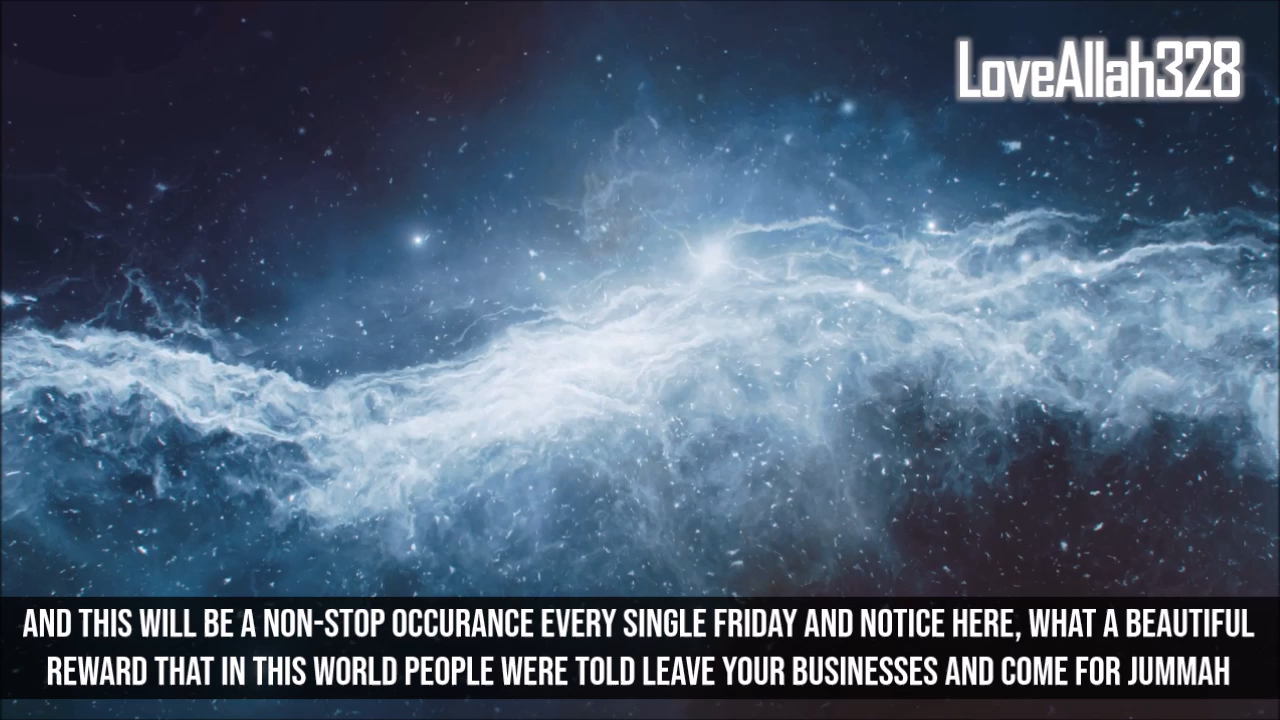 LoveAllah328
AND THIS WILL BE A NON-STOP OCCURANCE EVERY SINGLE FRIDAY AND NOTICE HERE, WHAT A BEAUTIFUL
REWARD THAT IN THIS WORLD PEOPLE WERE TOLD LEAVE YOUR BUSINESSES AND COME FOR JUMMAH